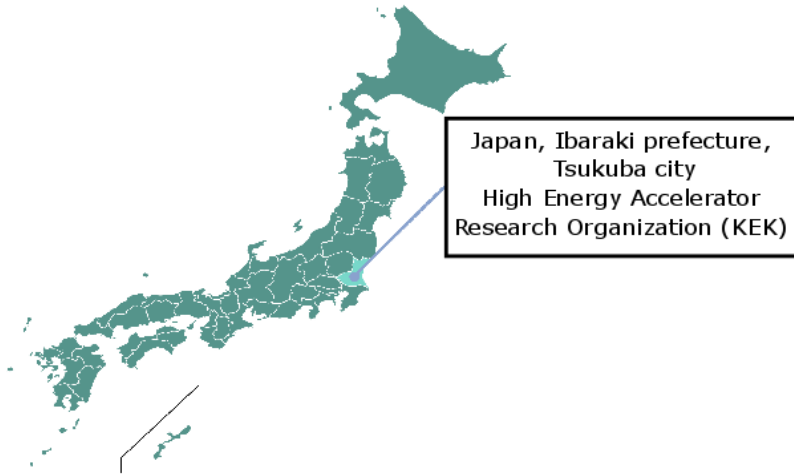 Japan, Ibaraki prefecture,
Tsukuba city
High Energy Accelerator
Research Organization (KEK)